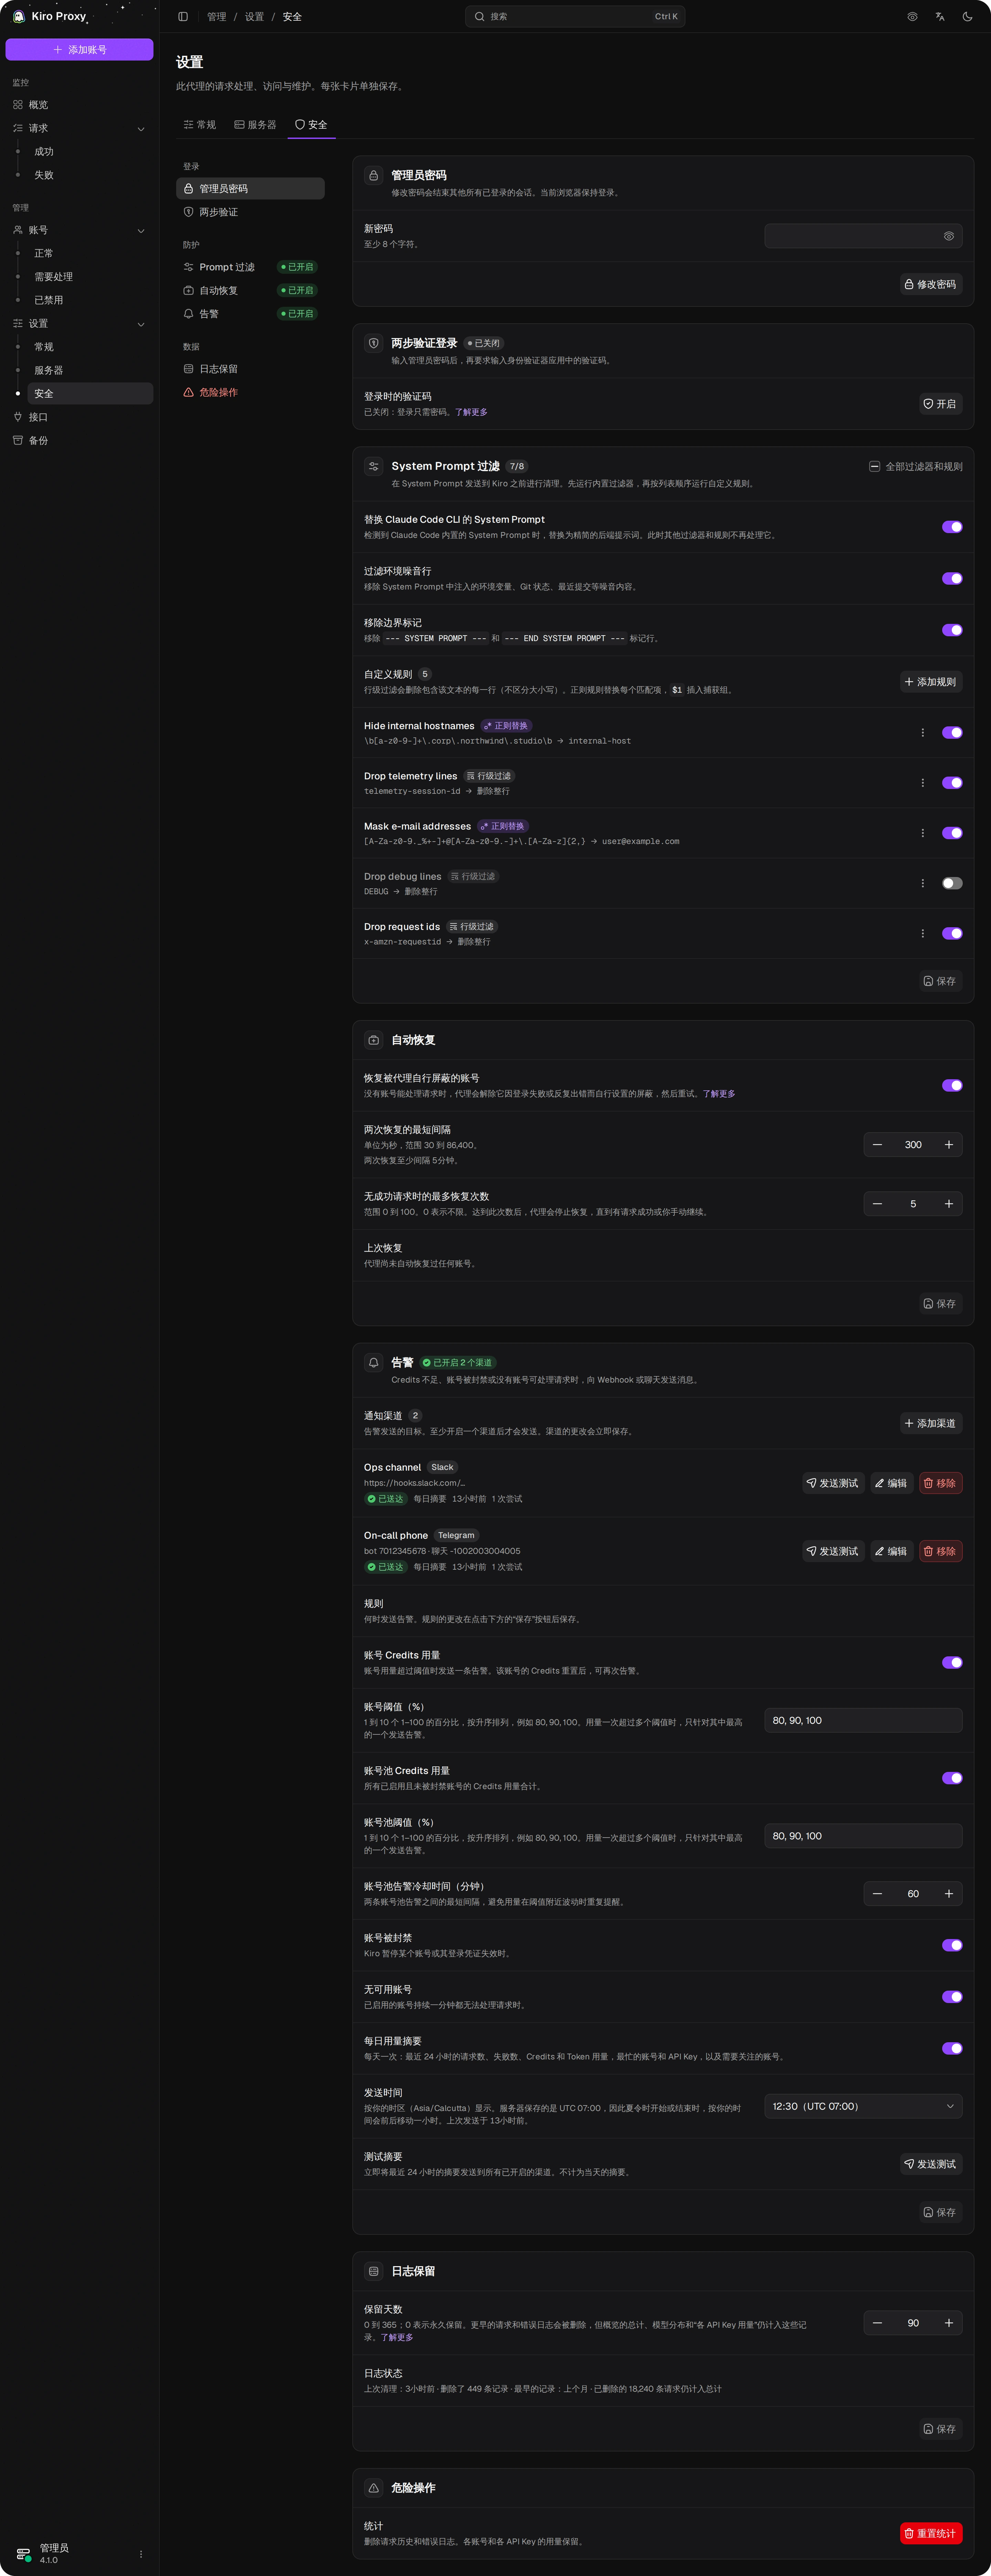 Kiro Proxy
管理 / 设置 / 安全
搜索
Ctrl K
添加账号
监控
概览
请求
成功
失败
管理
账号
正常
需要处理
已禁用
设置
常规
服务器
安全
接口
备份
管理员
4.1.0
设置
此代理的请求处理、访问与维护。每张卡片单独保存。
常规
服务器
安全
登录
管理员密码
两步验证
防护
Prompt 过滤
已开启
自动恢复
已开启
告警
已开启
数据
日志保留
危险操作
管理员密码
修改密码会结束其他所有已登录的会话。当前浏览器保持登录。
新密码
至少 8 个字符。
修改密码
两步验证登录
已关闭
输入管理员密码后，再要求输入身份验证器应用中的验证码。
登录时的验证码
已关闭：登录只需密码。了解更多
开启
System Prompt 过滤
7/8
全部过滤器和规则
在 System Prompt 发送到 Kiro 之前进行清理。先运行内置过滤器，再按列表顺序运行自定义规则。
替换 Claude Code CLI 的 System Prompt
检测到 Claude Code 内置的 System Prompt 时，替换为精简的后端提示词。此时其他过滤器和规则不再处理它。
过滤环境噪音行
移除 System Prompt 中注入的环境变量、Git 状态、最近提交等噪音内容。
移除边界标记
移除 --- SYSTEM PROMPT --- 和 --- END SYSTEM PROMPT --- 标记行。
自定义规则
5
行级过滤会删除包含该文本的每一行（不区分大小写）。正则规则替换每个匹配项，$1 插入捕获组。
添加规则
Hide internal hostnames
正则替换
\b[a-z0-9-]+\.corp\.northwind\.studio\b → internal-host
Drop telemetry lines
行级过滤
telemetry-session-id → 删除整行
Mask e-mail addresses
正则替换
[A-Za-z0-9._%+-]+@[A-Za-z0-9.-]+\.[A-Za-z]{2,} → user@example.com
Drop debug lines
行级过滤
DEBUG → 删除整行
Drop request ids
行级过滤
x-amzn-requestid → 删除整行
保存
自动恢复
恢复被代理自行屏蔽的账号
没有账号能处理请求时，代理会解除它因登录失败或反复出错而自行设置的屏蔽，然后重试。了解更多
两次恢复的最短间隔
单位为秒，范围 30 到 86,400。
两次恢复至少间隔 5分钟。
300
无成功请求时的最多恢复次数
范围 0 到 100。0 表示不限。达到此次数后，代理会停止恢复，直到有请求成功或你手动继续。
5
上次恢复
代理尚未自动恢复过任何账号。
保存
告警
已开启 2 个渠道
Credits 不足、账号被封禁或没有账号可处理请求时，向 Webhook 或聊天发送消息。
通知渠道
2
告警发送的目标。至少开启一个渠道后才会发送。渠道的更改会立即保存。
添加渠道
Ops channel
Slack
https://hooks.slack.com/…
已送达
每日摘要 13小时前 1 次尝试
发送测试
编辑
移除
On-call phone
Telegram
bot 7012345678 · 聊天 -1002003004005
已送达
每日摘要 13小时前 1 次尝试
发送测试
编辑
移除
规则
何时发送告警。规则的更改在点击下方的“保存”按钮后保存。
账号 Credits 用量
账号用量超过阈值时发送一条告警。该账号的 Credits 重置后，可再次告警。
账号阈值（%）
1 到 10 个 1–100 的百分比，按升序排列，例如 80, 90, 100。用量一次超过多个阈值时，只针对其中最高
的一个发送告警。
80, 90, 100
账号池 Credits 用量
所有已启用且未被封禁账号的 Credits 用量合计。
账号池阈值（%）
1 到 10 个 1–100 的百分比，按升序排列，例如 80, 90, 100。用量一次超过多个阈值时，只针对其中最高
的一个发送告警。
80, 90, 100
账号池告警冷却时间（分钟）
两条账号池告警之间的最短间隔，避免用量在阈值附近波动时重复提醒。
60
账号被封禁
Kiro 暂停某个账号或其登录凭证失效时。
无可用账号
已启用的账号持续一分钟都无法处理请求时。
每日用量摘要
每天一次：最近 24 小时的请求数、失败数、Credits 和 Token 用量，最忙的账号和 API Key，以及需要关注的账号。
发送时间
按你的时区（Asia/Calcutta）显示。服务器保存的是 UTC 07:00，因此夏令时开始或结束时，按你的时
间会前后移动一小时。上次发送于 13小时前。
12:30（UTC 07:00）
测试摘要
立即将最近 24 小时的摘要发送到所有已开启的渠道。不计为当天的摘要。
发送测试
保存
日志保留
保留天数
0 到 365；0 表示永久保留。更早的请求和错误日志会被删除，但概览的总计、模型分布和“各 API Key 用量”仍计入这些记
录。了解更多
90
日志状态
上次清理：3小时前 · 删除了 449 条记录 · 最早的记录：上个月 · 已删除的 18,240 条请求仍计入总计
保存
危险操作
统计
删除请求历史和错误日志。各账号和各 API Key 的用量保留。
重置统计